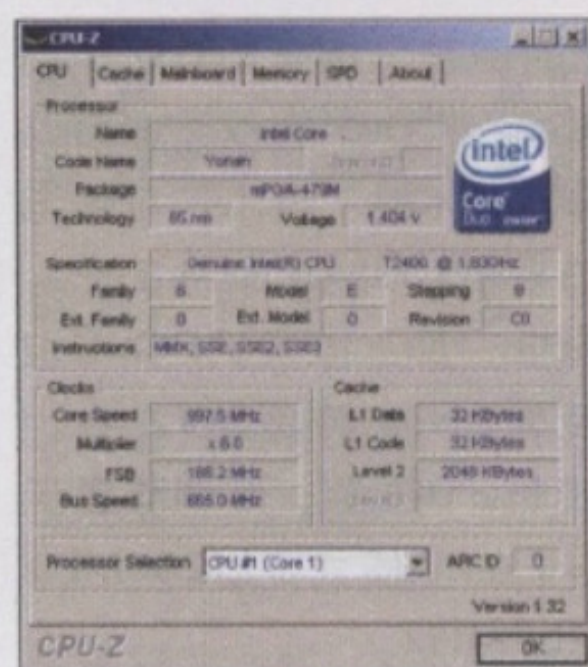 CPU-Z
CPU Cache Mainboard Memory SPD About
Processor
Name Intel Core
Code Name Yonah
Package mPGA-479M
Technology 65 nm Voltage 1.404 V
intel
Core
Duo
Specification Genuine Intel(R) CPU T2400 @ 1.83GHz
Family 6 Model E Stepping 8
Ext. Family 0 Ext. Model 0 Revision C0
Instructions MMX, SSE, SSE2, SSE3
Clocks
Core Speed 997.5 MHz
Multiplier x 6.0
FSB 166.2 MHz
Bus Speed 665.0 MHz
Cache
L1 Data 32 KBytes
L1 Code 32 KBytes
Level 2 2048 KBytes
Processor Selection CPU #1 (Core 1) APIC ID 0
Version 1.32
CPU-Z OK